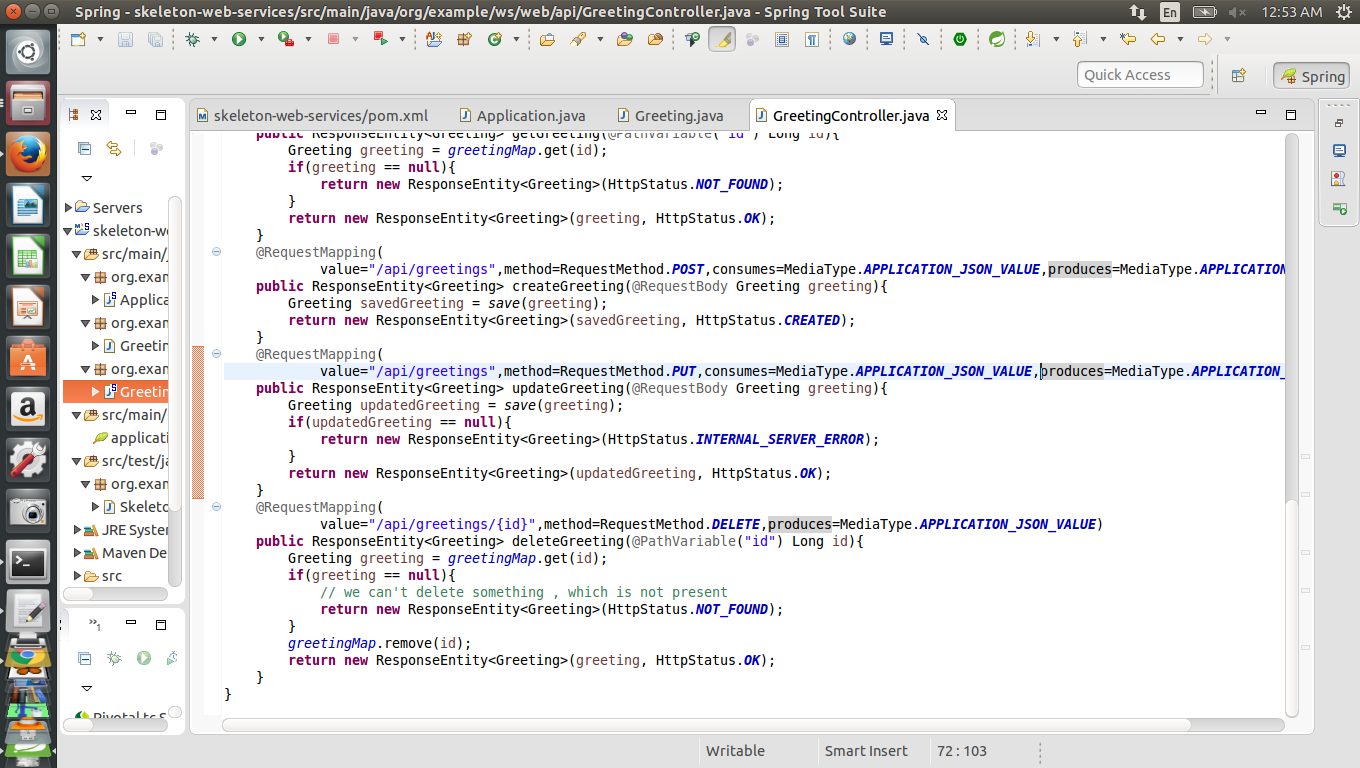 Spring - skeleton-web-services/src/main/java/org/example/ws/web/api/GreetingController.java - Spring Tool Suite
En
12:53 AM
Quick Access
Spring
skeleton-web-services/pom.xml
Application.java
Greeting.java
GreetingController.java
Servers
skeleton-we
src/main/j
org.exam
Applica
org.exam
Greetin
org.exam
Greetin
src/main/
applicati
src/test/ja
org.exam
Skeleto
JRE System
Maven De
src
1
Pivotal tc S
public ResponseEntity<Greeting> getGreeting(@PathVariable("id") Long id){
Greeting greeting = greetingMap.get(id);
if(greeting == null){
return new ResponseEntity<Greeting>(HttpStatus.NOT_FOUND);
}
return new ResponseEntity<Greeting>(greeting, HttpStatus.OK);
}
@RequestMapping(
value="/api/greetings",method=RequestMethod.POST,consumes=MediaType.APPLICATION_JSON_VALUE,produces=MediaType.APPLICATION
public ResponseEntity<Greeting> createGreeting(@RequestBody Greeting greeting){
Greeting savedGreeting = save(greeting);
return new ResponseEntity<Greeting>(savedGreeting, HttpStatus.CREATED);
}
@RequestMapping(
value="/api/greetings",method=RequestMethod.PUT,consumes=MediaType.APPLICATION_JSON_VALUE,produces=MediaType.APPLICATION_
public ResponseEntity<Greeting> updateGreeting(@RequestBody Greeting greeting){
Greeting updatedGreeting = save(greeting);
if(updatedGreeting == null){
return new ResponseEntity<Greeting>(HttpStatus.INTERNAL_SERVER_ERROR);
}
return new ResponseEntity<Greeting>(updatedGreeting, HttpStatus.OK);
}
@RequestMapping(
value="/api/greetings/{id}",method=RequestMethod.DELETE,produces=MediaType.APPLICATION_JSON_VALUE)
public ResponseEntity<Greeting> deleteGreeting(@PathVariable("id") Long id){
Greeting greeting = greetingMap.get(id);
if(greeting == null){
// we can't delete something , which is not present
return new ResponseEntity<Greeting>(HttpStatus.NOT_FOUND);
}
greetingMap.remove(id);
return new ResponseEntity<Greeting>(greeting, HttpStatus.OK);
}
}
Writable
Smart Insert
72 : 103